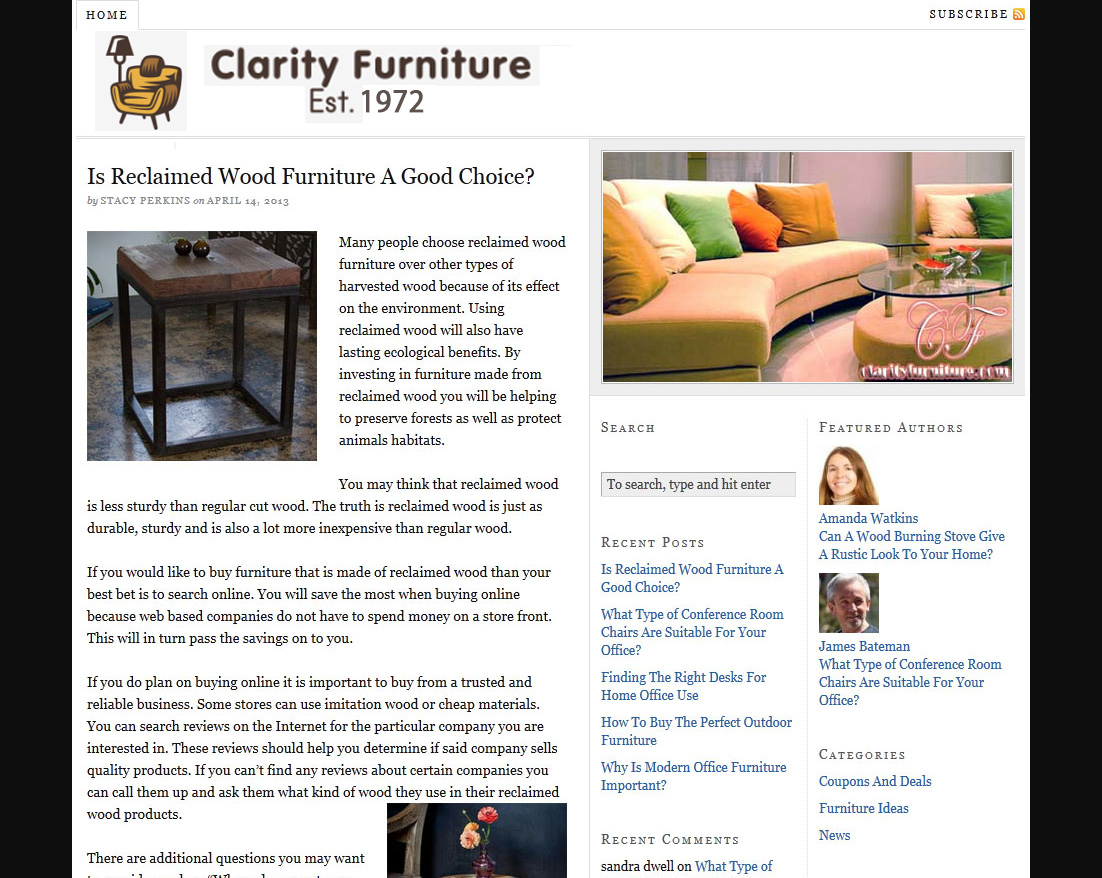 HOME
SUBSCRIBE
Clarity Furniture
Est. 1972
Is Reclaimed Wood Furniture A Good Choice?
by STACY PERKINS on APRIL 14, 2013
Many people choose reclaimed wood
furniture over other types of
harvested wood because of its effect
on the environment. Using
reclaimed wood will also have
lasting ecological benefits. By
investing in furniture made from
reclaimed wood you will be helping
to preserve forests as well as protect
animals habitats.
You may think that reclaimed wood
is less sturdy than regular cut wood. The truth is reclaimed wood is just as
durable, sturdy and is also a lot more inexpensive than regular wood.
If you would like to buy furniture that is made of reclaimed wood than your
best bet is to search online. You will save the most when buying online
because web based companies do not have to spend money on a store front.
This will in turn pass the savings on to you.
If you do plan on buying online it is important to buy from a trusted and
reliable business. Some stores can use imitation wood or cheap materials.
You can search reviews on the Internet for the particular company you are
interested in. These reviews should help you determine if said company sells
quality products. If you can’t find any reviews about certain companies you
can call them up and ask them what kind of wood they use in their reclaimed
wood products.
There are additional questions you may want
CF
clarityfurniture.com
SEARCH
To search, type and hit enter
RECENT POSTS
Is Reclaimed Wood Furniture A
Good Choice?
What Type of Conference Room
Chairs Are Suitable For Your
Office?
Finding The Right Desks For
Home Office Use
How To Buy The Perfect Outdoor
Furniture
Why Is Modern Office Furniture
Important?
RECENT COMMENTS
sandra dwell on What Type of
FEATURED AUTHORS
Amanda Watkins
Can A Wood Burning Stove Give
A Rustic Look To Your Home?
James Bateman
What Type of Conference Room
Chairs Are Suitable For Your
Office?
CATEGORIES
Coupons And Deals
Furniture Ideas
News